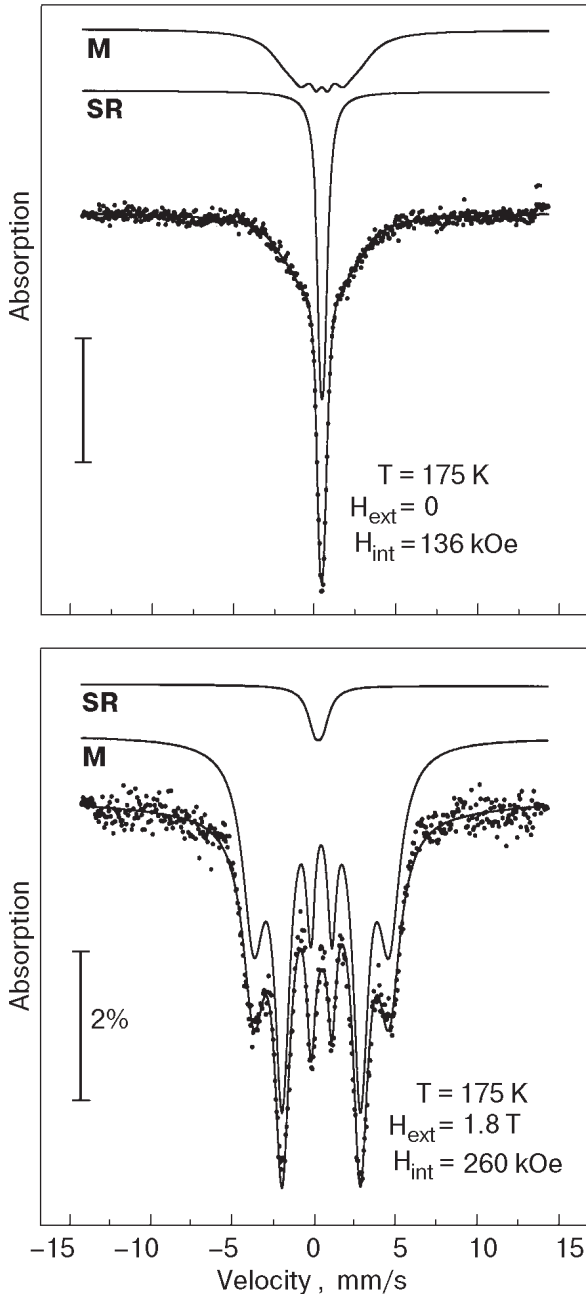 M
SR
Absorption
T = 175 K
H_ext = 0
H_int = 136 kOe
SR
M
Absorption
2%
T = 175 K
H_ext = 1.8 T
H_int = 260 kOe
−15 −10 −5 0 5 10 15
Velocity , mm/s